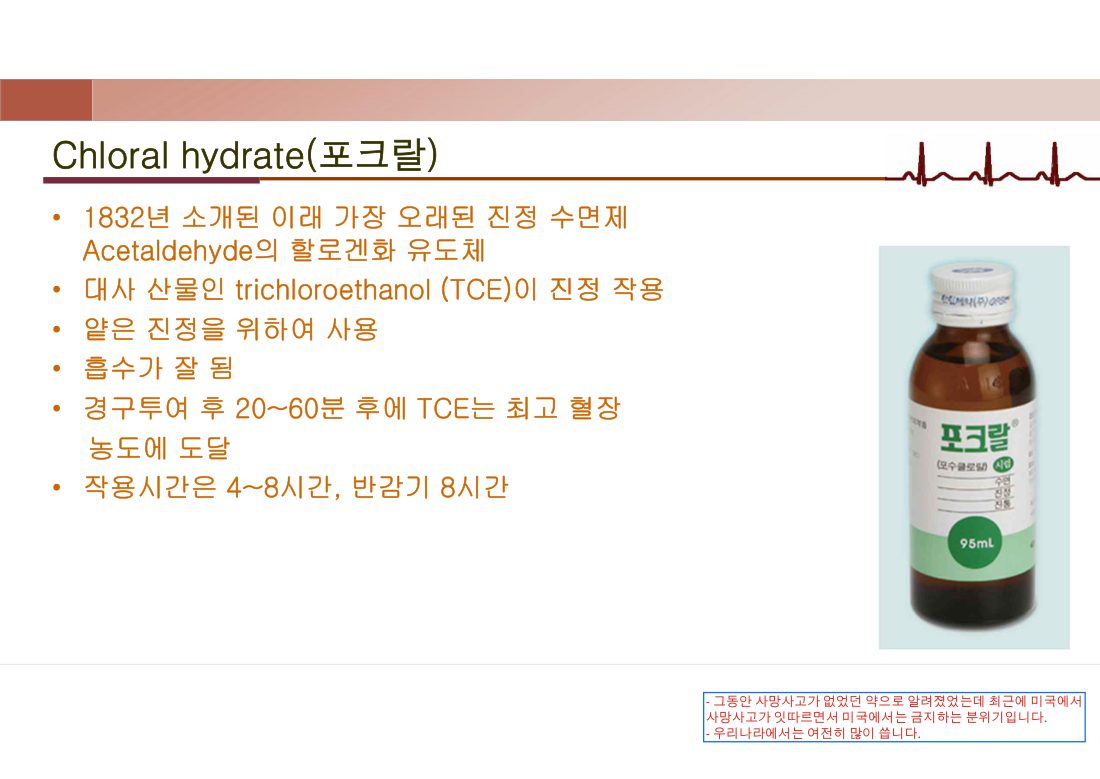 Chloral hydrate(포크랄)
• 1832년 소개된 이래 가장 오래된 진정 수면제
Acetaldehyde의 할로겐화 유도체
• 대사 산물인 trichloroethanol (TCE)이 진정 작용
• 얕은 진정을 위하여 사용
• 흡수가 잘 됨
• 경구투여 후 20~60분 후에 TCE는 최고 혈장
농도에 도달
• 작용시간은 4~8시간, 반감기 8시간
포크랄®
(포수클로랄) 시럽
수면
진정
진통
95mL
- 그동안 사망사고가 없었던 약으로 알려졌었는데 최근에 미국에서
사망사고가 잇따르면서 미국에서는 금지하는 분위기입니다.
- 우리나라에서는 여전히 많이 씁니다.